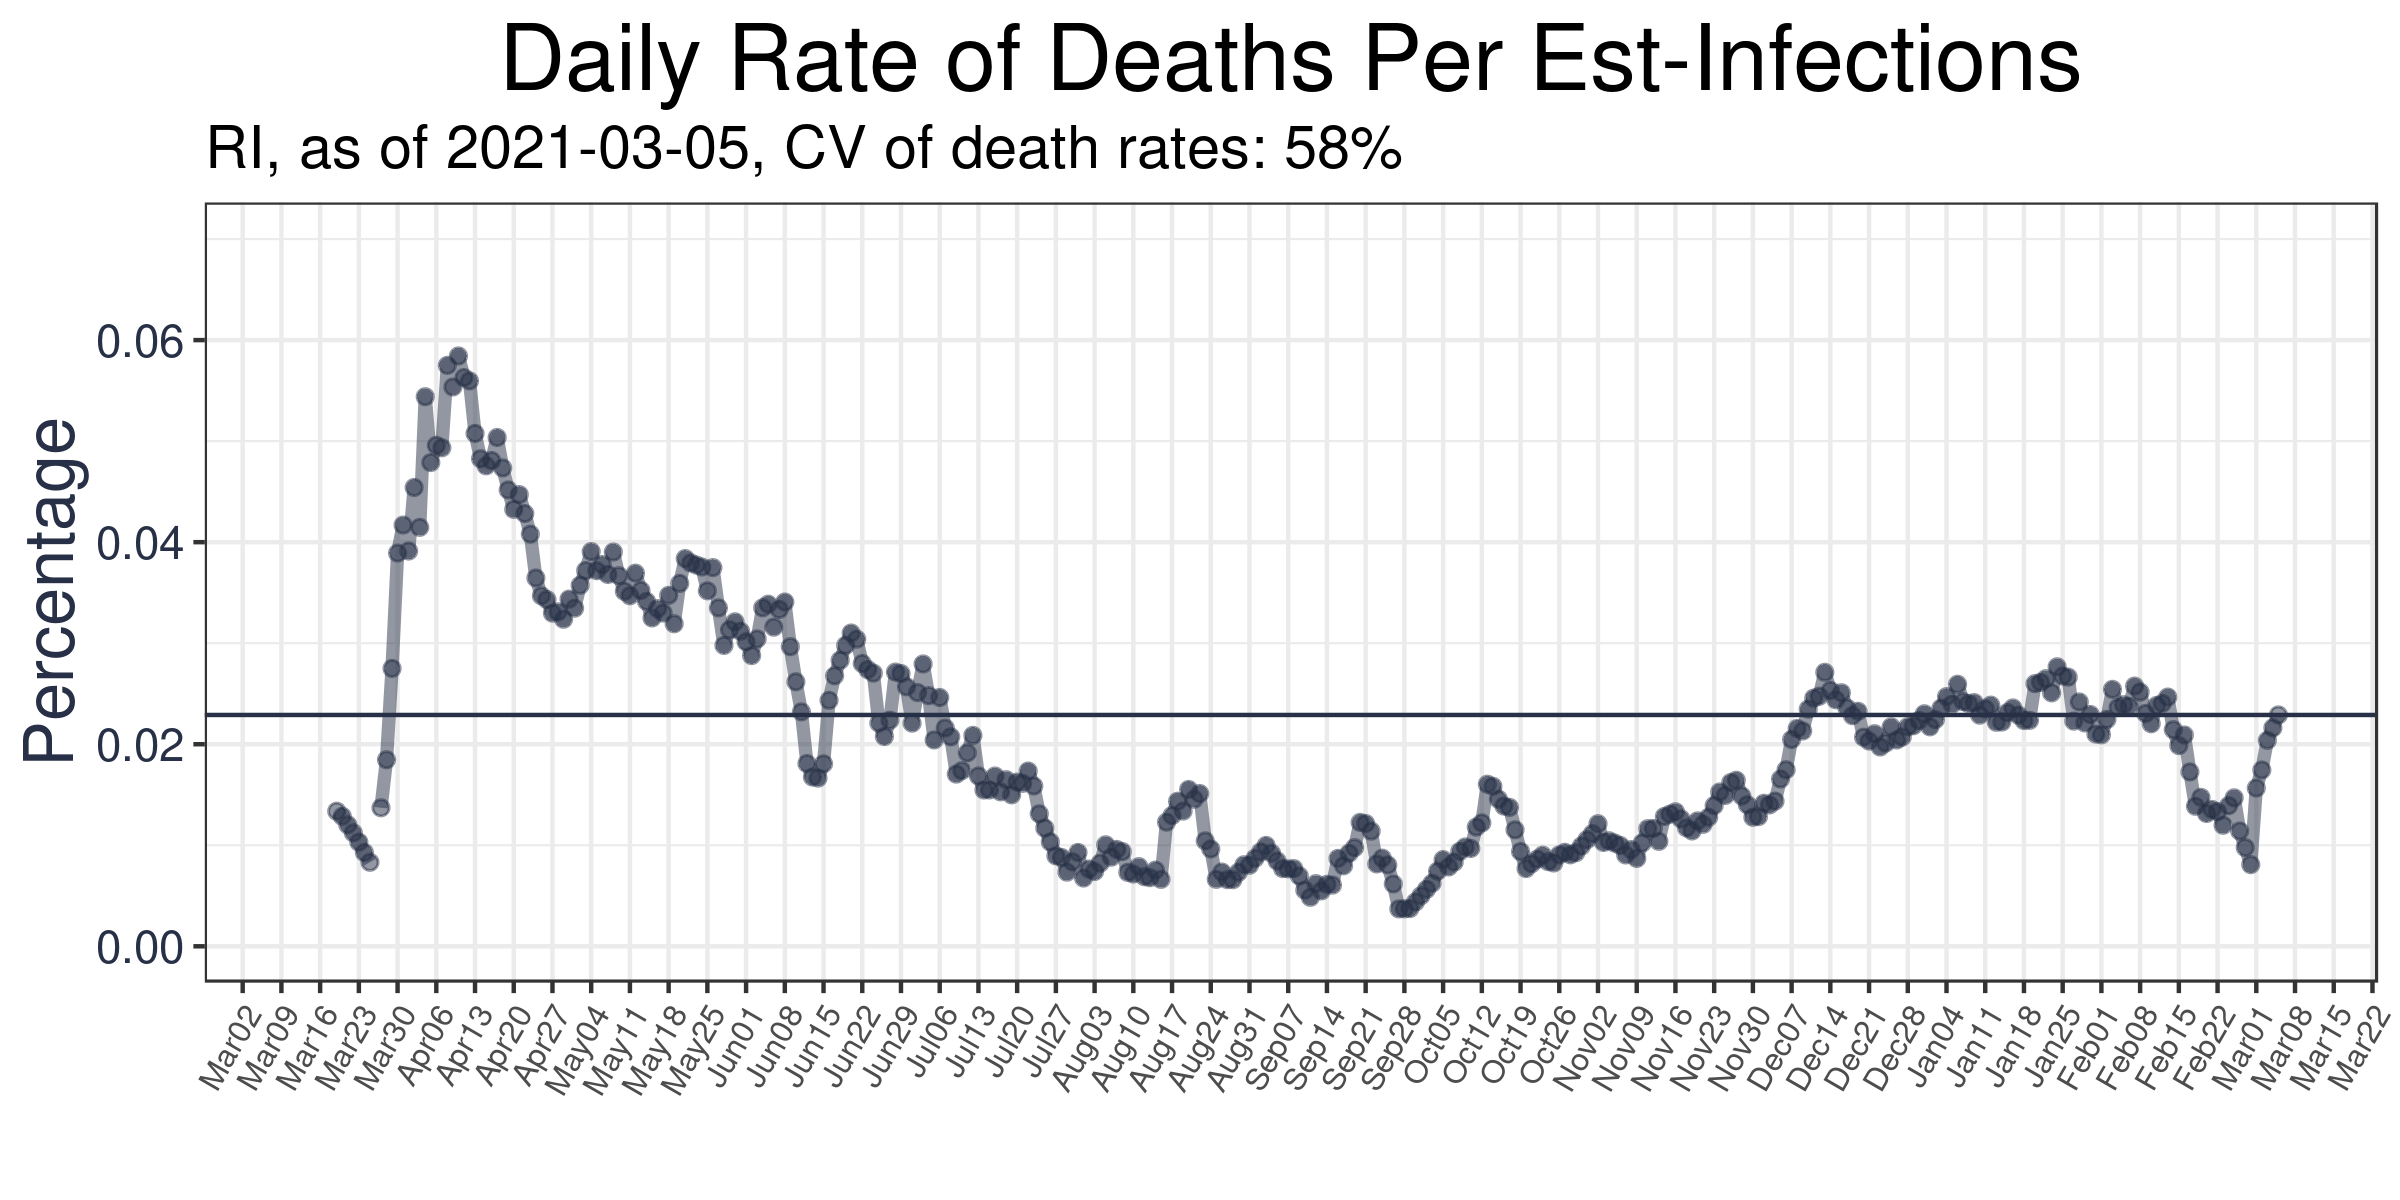 Daily Rate of Deaths Per Est-Infections
RI, as of 2021-03-05, CV of death rates: 58%
Percentage
0.06
0.04
0.02
0.00
Mar02
Mar09
Mar16
Mar23
Mar30
Apr06
Apr13
Apr20
Apr27
May04
May11
May18
May25
Jun01
Jun08
Jun15
Jun22
Jun29
Jul06
Jul13
Jul20
Jul27
Aug03
Aug10
Aug17
Aug24
Aug31
Sep07
Sep14
Sep21
Sep28
Oct05
Oct12
Oct19
Oct26
Nov02
Nov09
Nov16
Nov23
Nov30
Dec07
Dec14
Dec21
Dec28
Jan04
Jan11
Jan18
Jan25
Feb01
Feb08
Feb15
Feb22
Mar01
Mar08
Mar15
Mar22